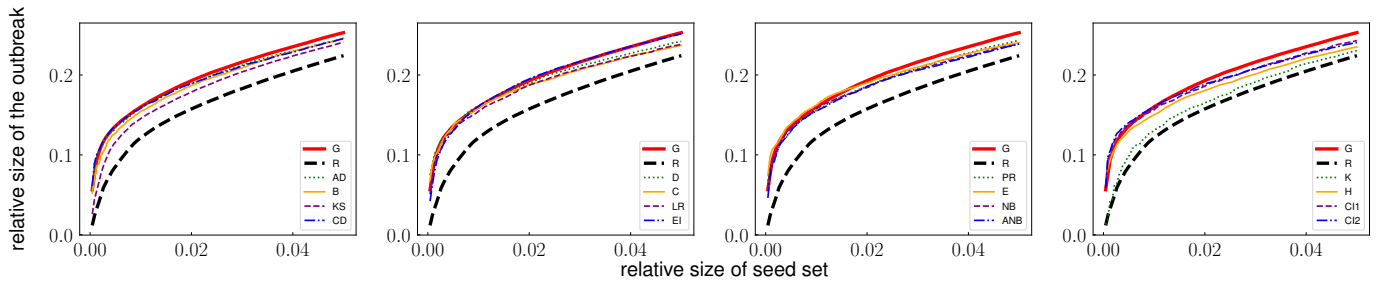 relative size of the outbreak
0.2
0.1
0.0
0.00
0.02
0.04
G
R
AD
B
KS
CD
0.2
0.1
0.0
0.00
0.02
0.04
G
R
D
C
LR
EI
0.2
0.1
0.0
0.00
0.02
0.04
G
R
PR
E
NB
ANB
0.2
0.1
0.0
0.00
0.02
0.04
G
R
K
H
CI1
CI2
relative size of seed set